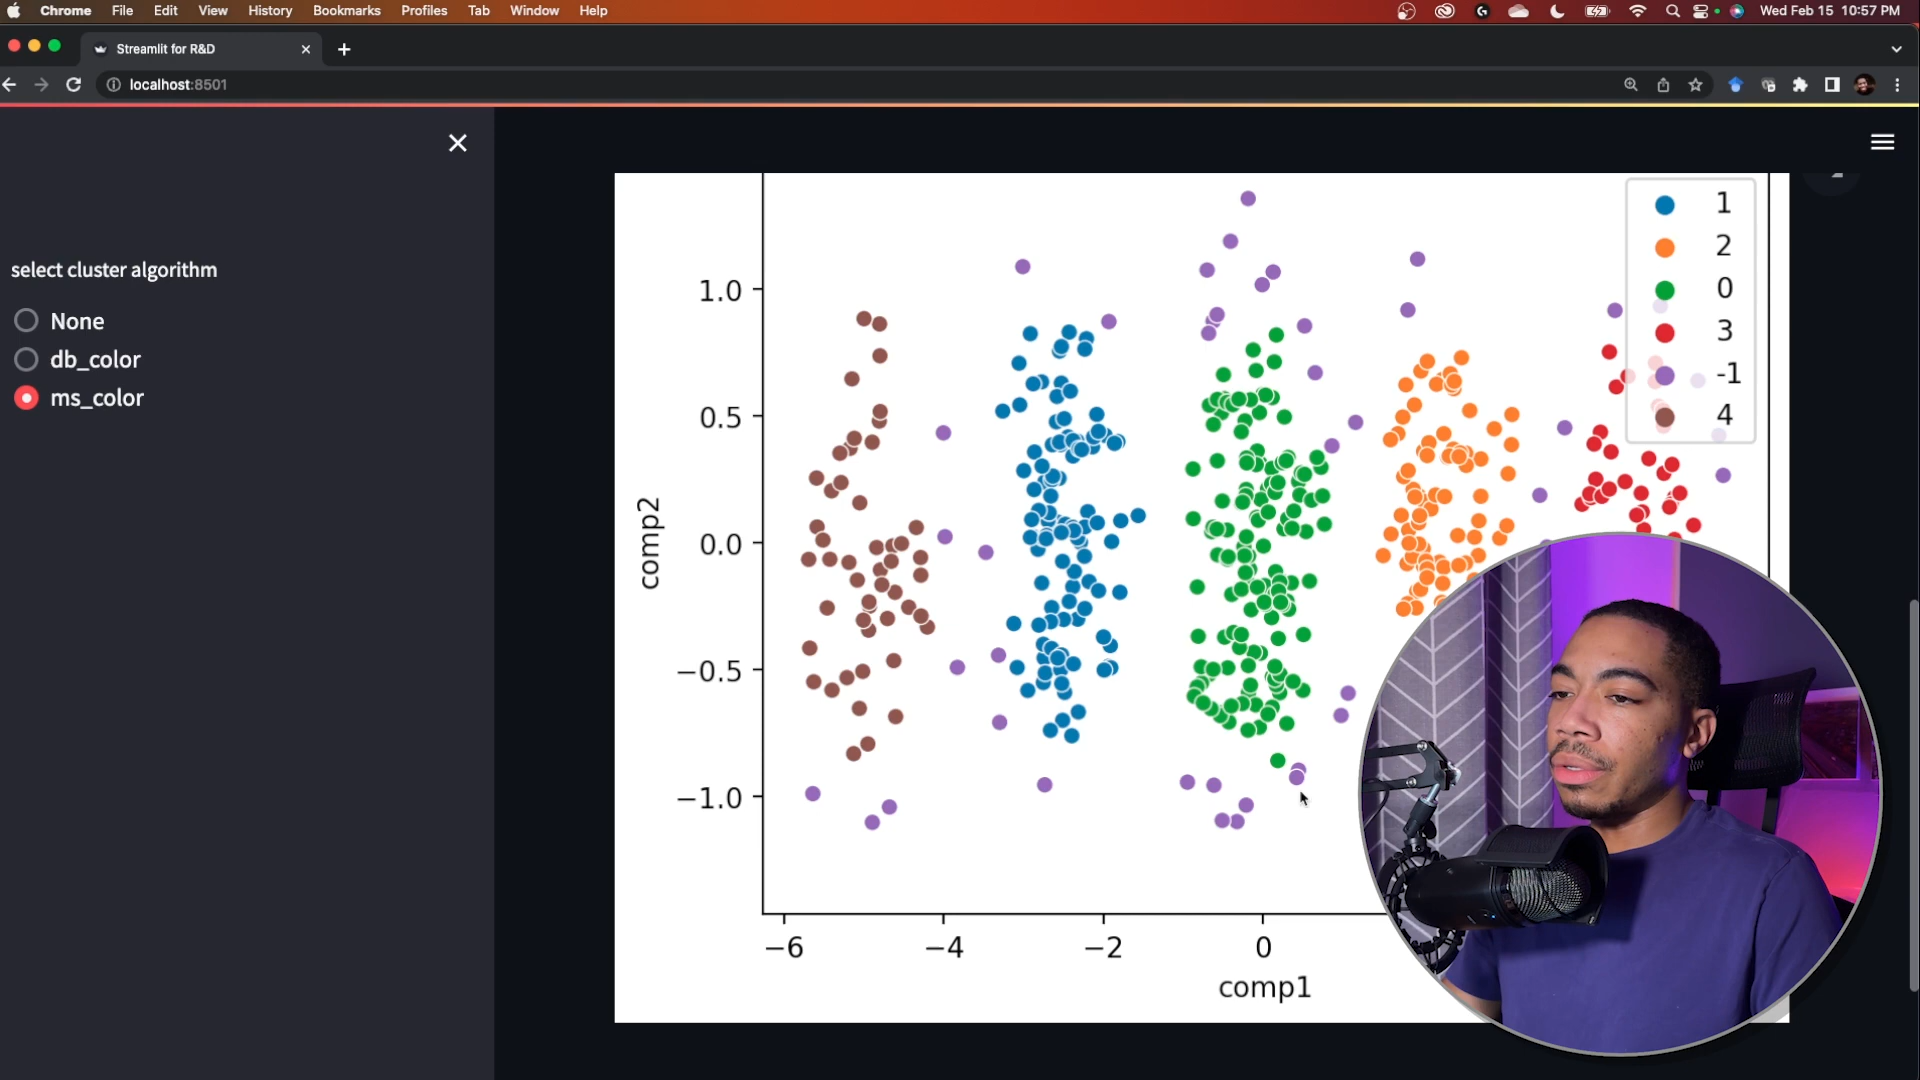 Chrome File Edit View History Bookmarks Profiles Tab Window Help Wed Feb 15 10:57 PM
Streamlit for R&D
localhost:8501
select cluster algorithm
None
db_color
ms_color
1
2
0
3
-1
4
1.0
0.5
0.0
−0.5
−1.0
comp2
−6 −4 −2 0
comp1